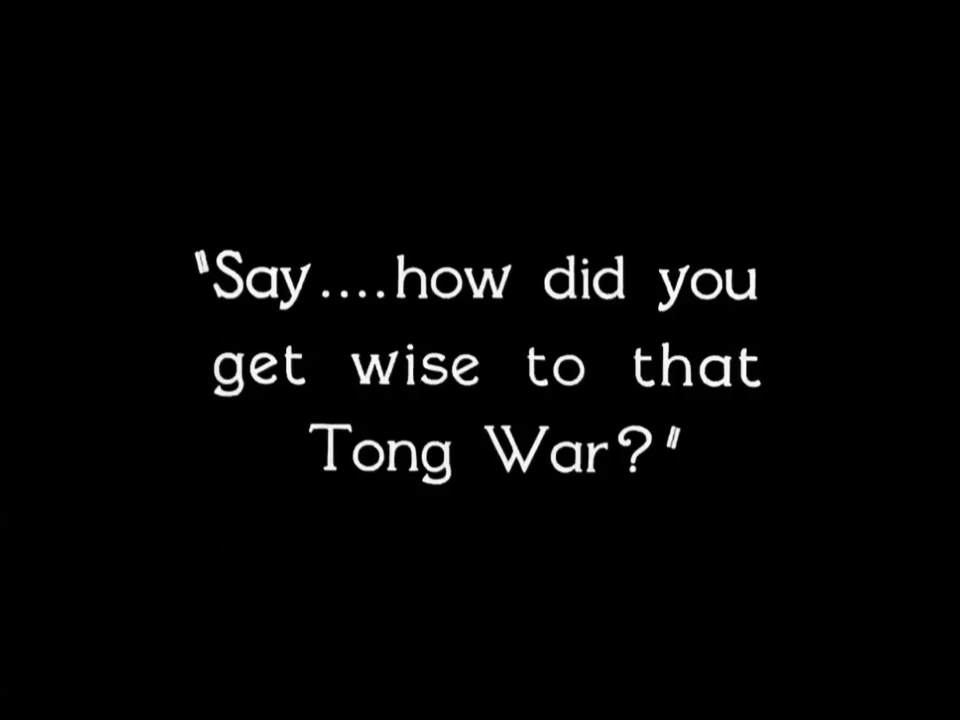 "Say....how did you
get wise to that
Tong War?"